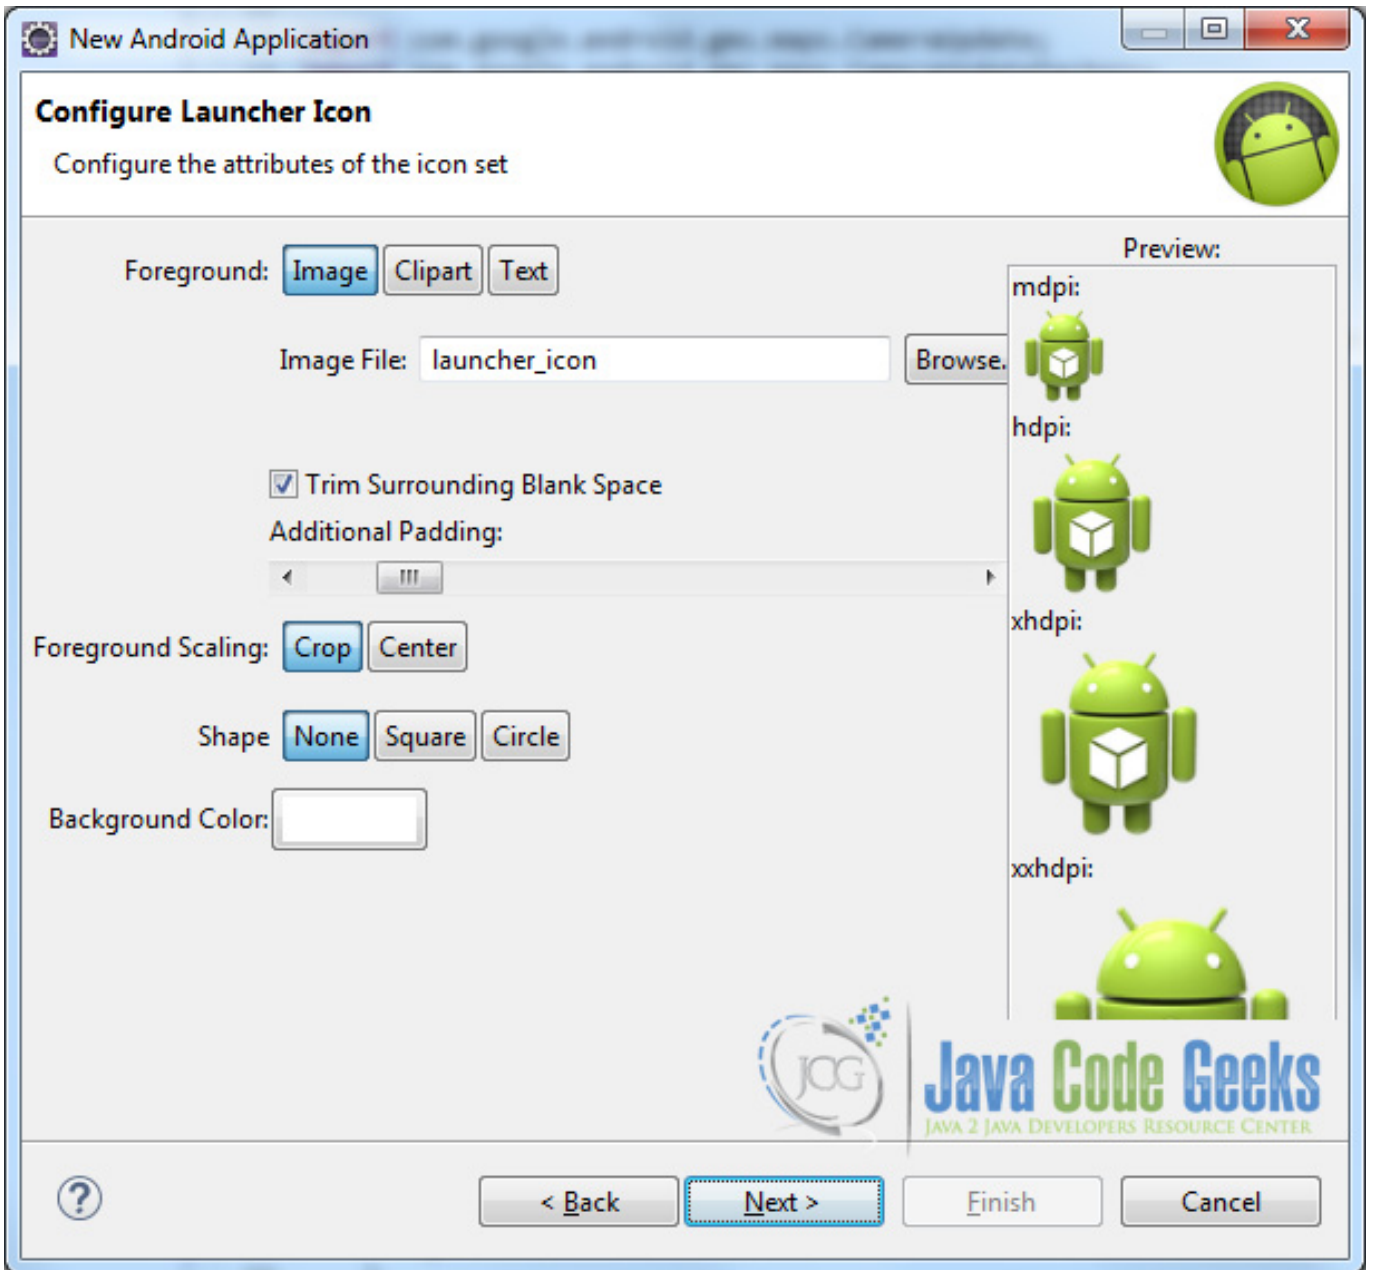 New Android Application
Configure Launcher Icon
Configure the attributes of the icon set
Foreground: Image Clipart Text
Image File: launcher_icon Browse.
Trim Surrounding Blank Space
Additional Padding:
Foreground Scaling: Crop Center
Shape None Square Circle
Background Color:
Preview:
mdpi:
hdpi:
xhdpi:
xxhdpi:
JCG
Java Code Geeks
JAVA 2 JAVA DEVELOPERS RESOURCE CENTER
? < Back Next > Finish Cancel